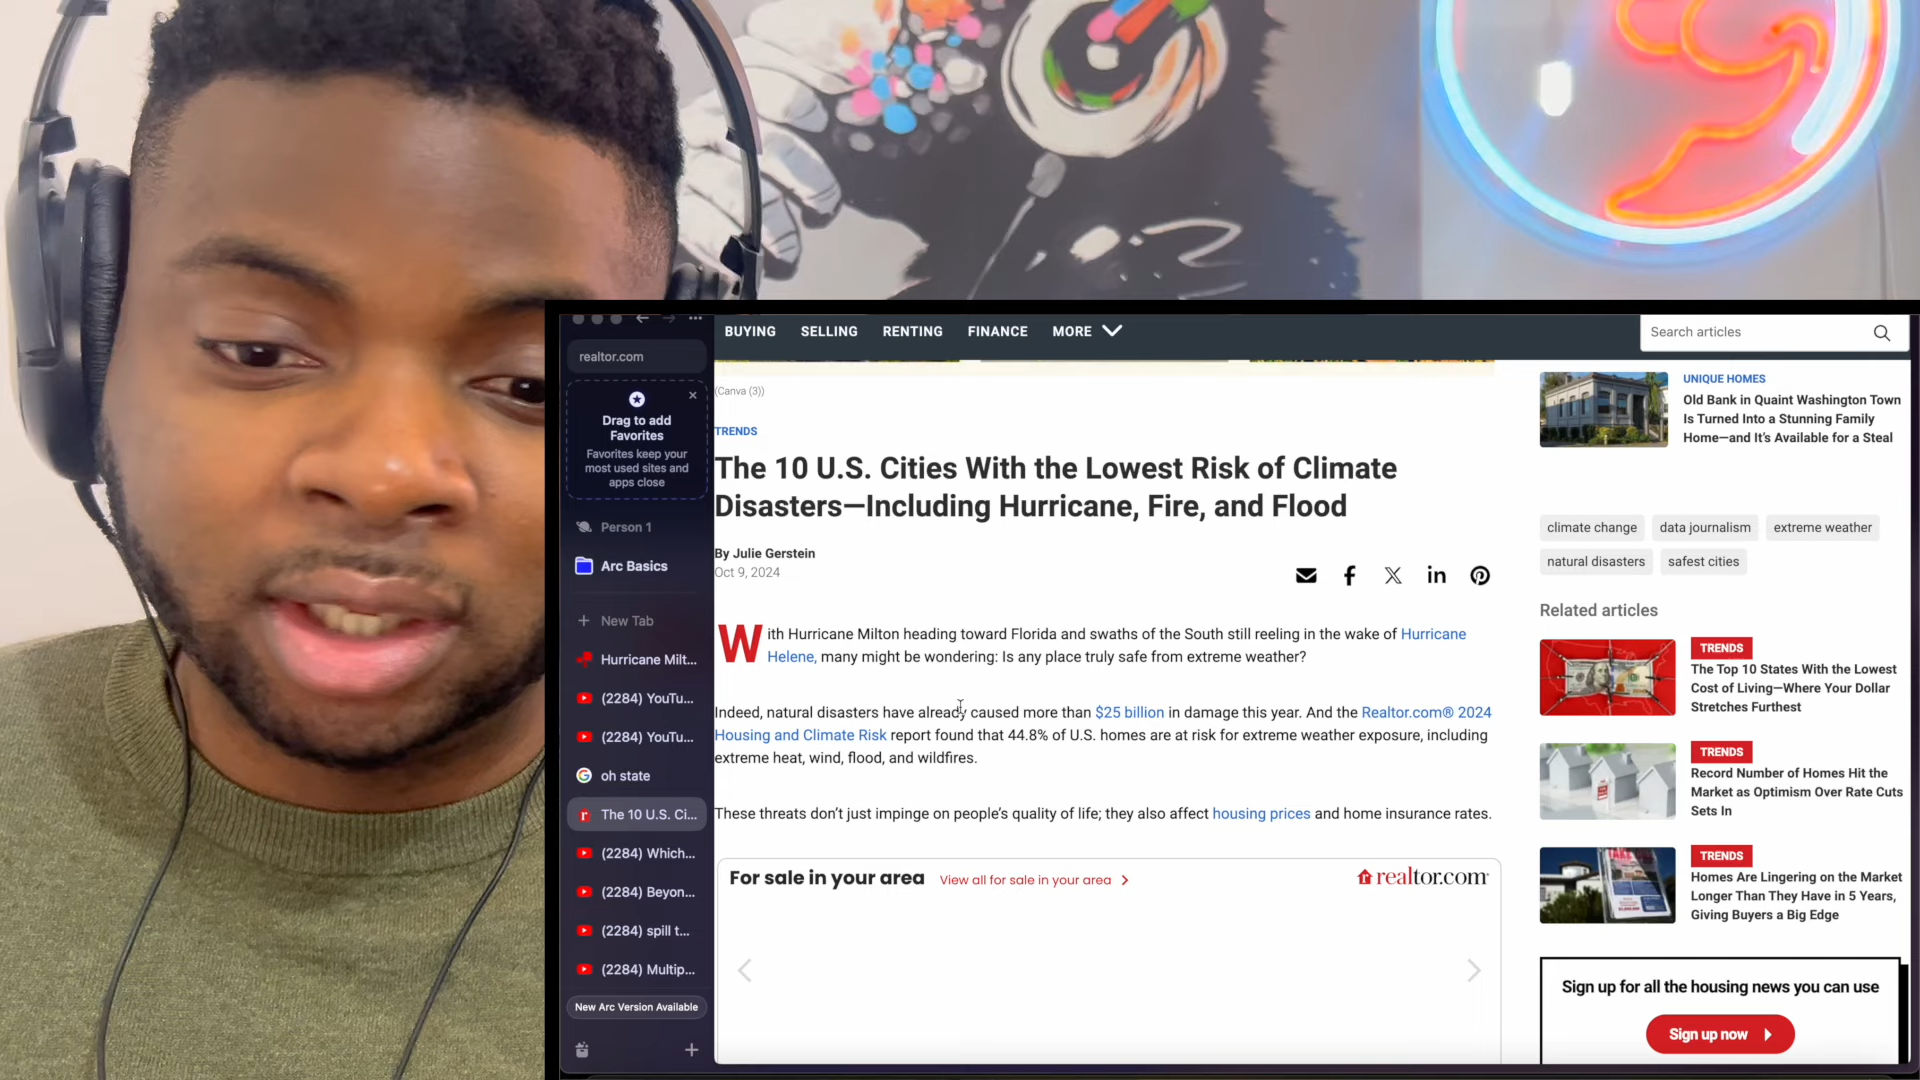 BUYING SELLING RENTING FINANCE MORE
Search articles
realtor.com
Drag to add
Favorites
Favorites keep your
most used sites and
apps close
Person 1
Arc Basics
New Tab
Hurricane Milt...
(2284) YouTu...
(2284) YouTu...
oh state
The 10 U.S. Ci...
(2284) Which...
(2284) Beyon...
(2284) spill t...
(2284) Multip...
New Arc Version Available
(Canva (3))
TRENDS
The 10 U.S. Cities With the Lowest Risk of Climate
Disasters—Including Hurricane, Fire, and Flood
By Julie Gerstein
Oct 9, 2024
With Hurricane Milton heading toward Florida and swaths of the South still reeling in the wake of Hurricane
Helene, many might be wondering: Is any place truly safe from extreme weather?
Indeed, natural disasters have already caused more than $25 billion in damage this year. And the Realtor.com® 2024
Housing and Climate Risk report found that 44.8% of U.S. homes are at risk for extreme weather exposure, including
extreme heat, wind, flood, and wildfires.
These threats don't just impinge on people's quality of life; they also affect housing prices and home insurance rates.
For sale in your area View all for sale in your area
realtor.com
UNIQUE HOMES
Old Bank in Quaint Washington Town
Is Turned Into a Stunning Family
Home—and It's Available for a Steal
climate change data journalism extreme weather
natural disasters safest cities
Related articles
TRENDS
The Top 10 States With the Lowest
Cost of Living—Where Your Dollar
Stretches Furthest
TRENDS
Record Number of Homes Hit the
Market as Optimism Over Rate Cuts
Sets In
TRENDS
Homes Are Lingering on the Market
Longer Than They Have in 5 Years,
Giving Buyers a Big Edge
Sign up for all the housing news you can use
Sign up now